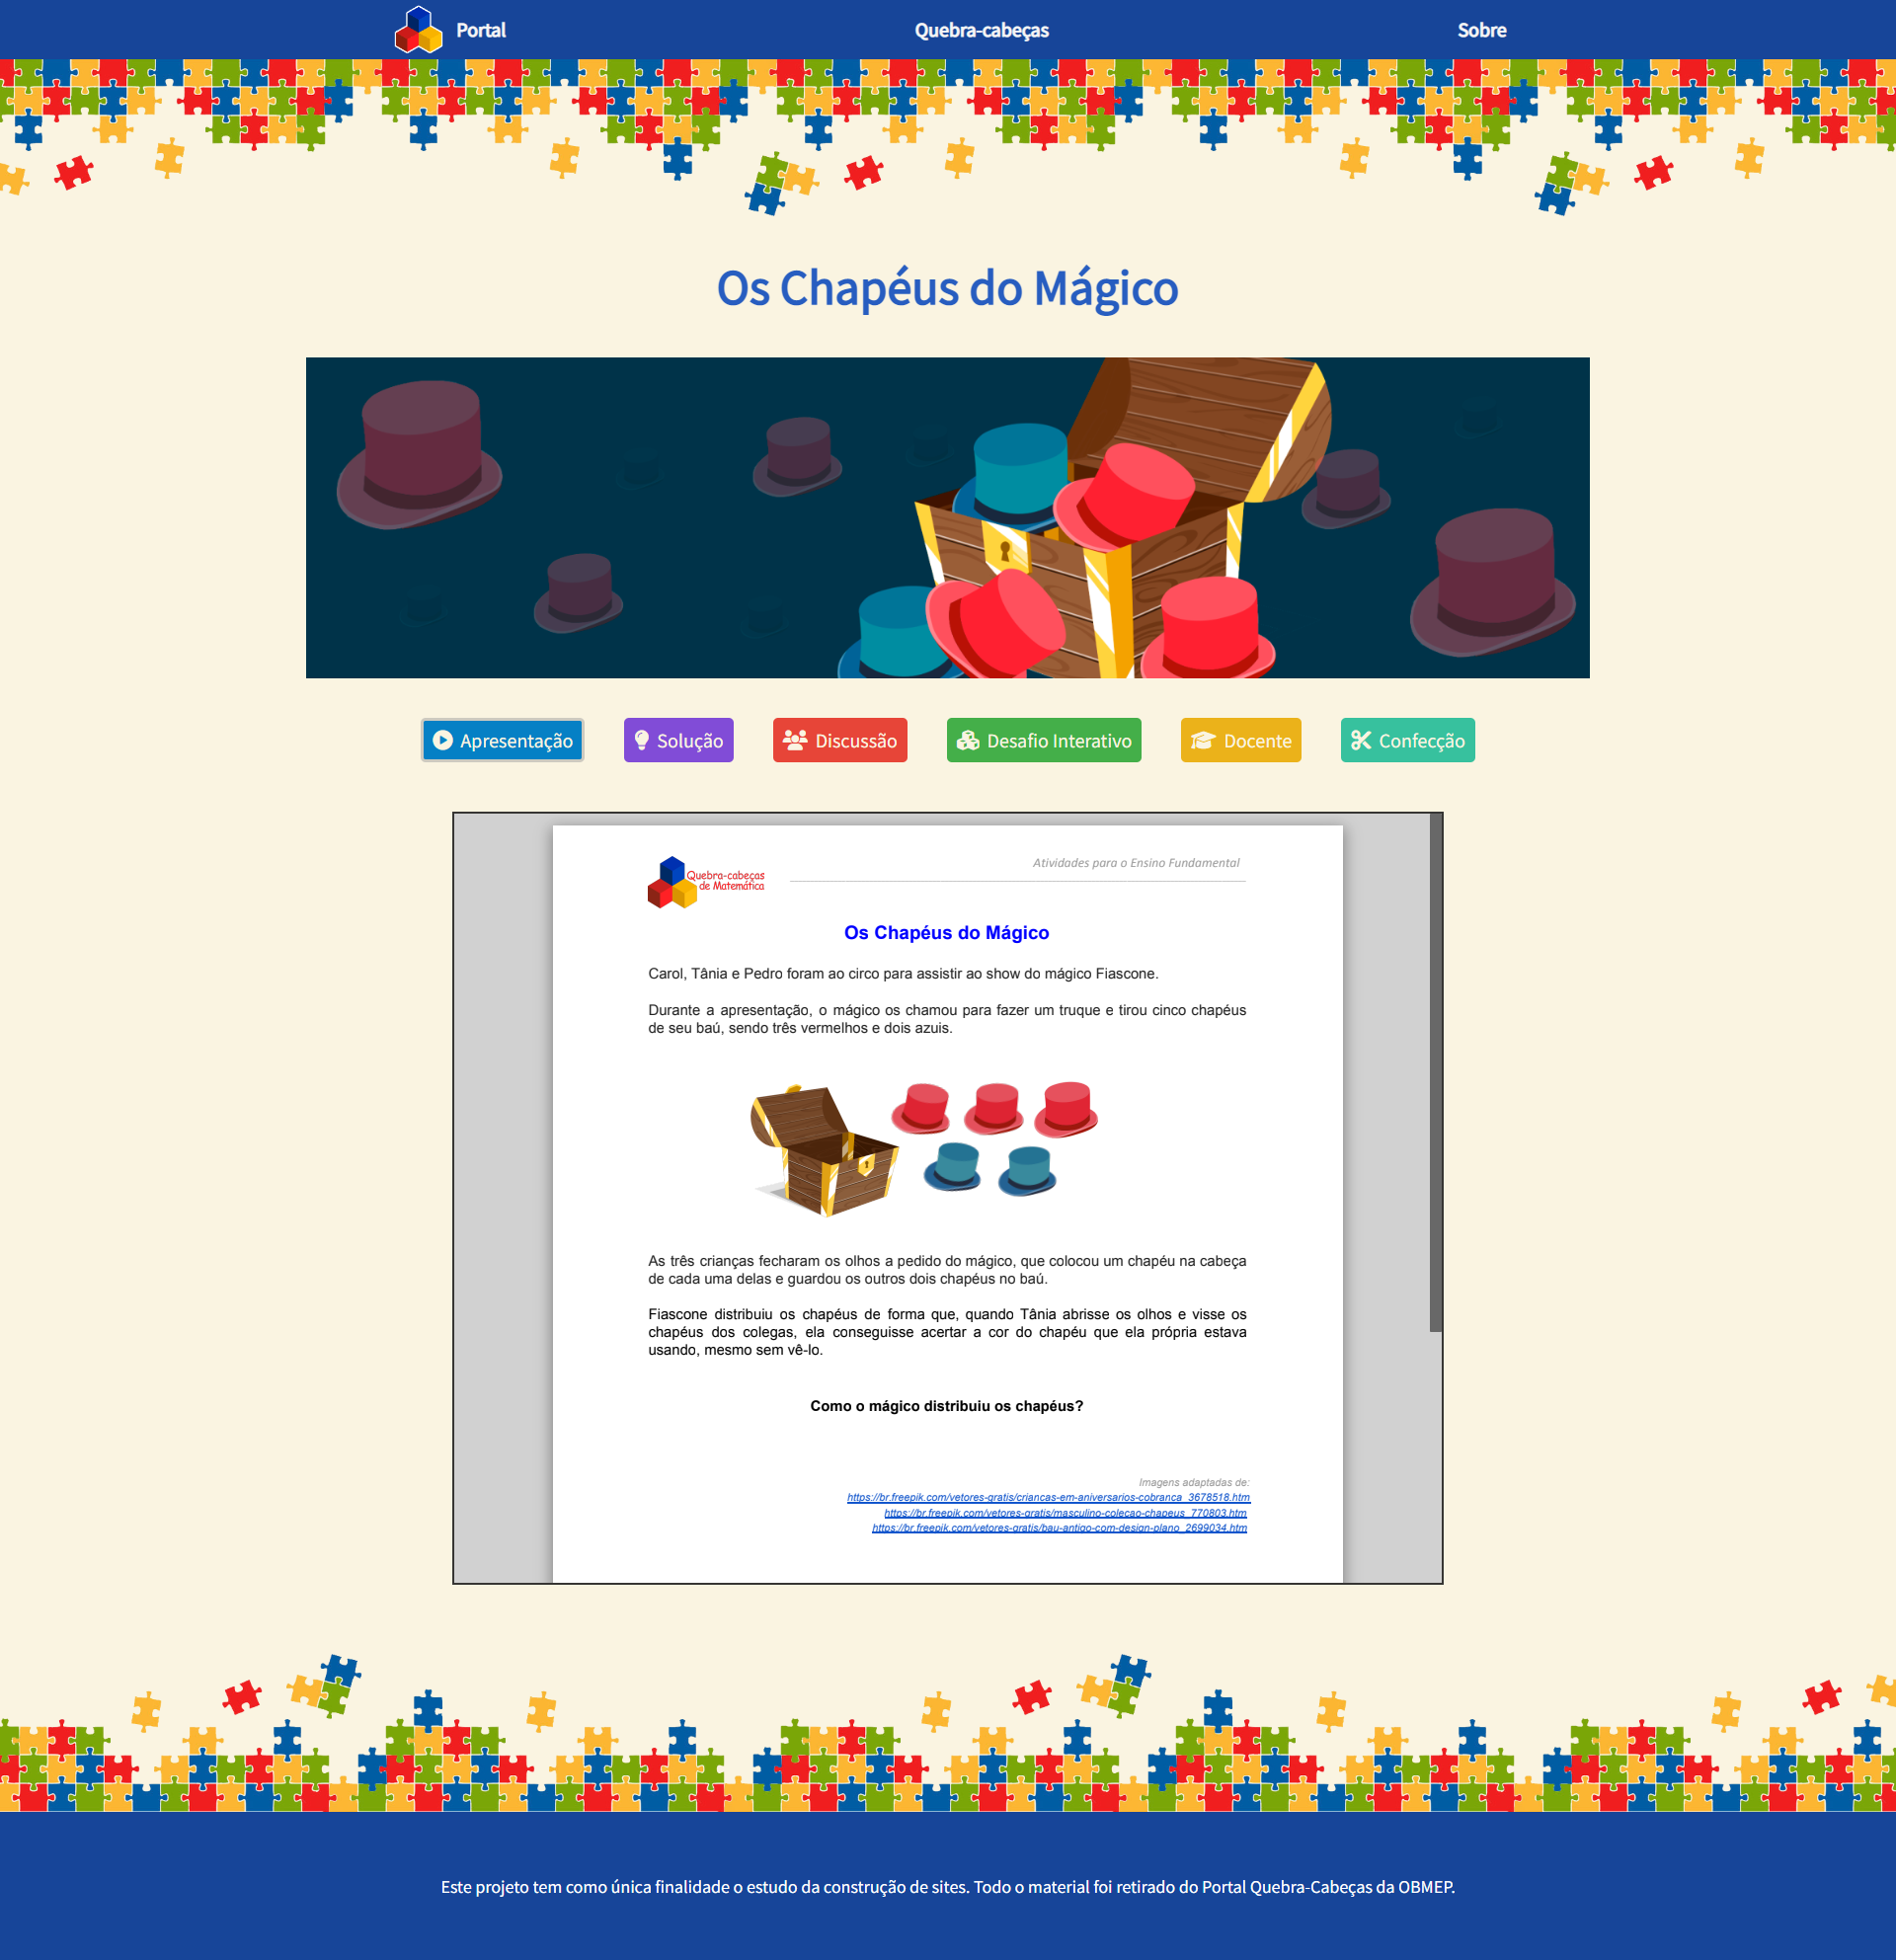 Portal
Quebra-cabeças
Sobre
Os Chapéus do Mágico
Apresentação
Solução
Discussão
Desafio Interativo
Docente
Confecção
Quebra-cabeças
de Matemática
Atividades para o Ensino Fundamental
Os Chapéus do Mágico
Carol, Tânia e Pedro foram ao circo para assistir ao show do mágico Fiascone.
Durante a apresentação, o mágico os chamou para fazer um truque e tirou cinco chapéus
de seu baú, sendo três vermelhos e dois azuis.
As três crianças fecharam os olhos a pedido do mágico, que colocou um chapéu na cabeça
de cada uma delas e guardou os outros dois chapéus no baú.
Fiascone distribuiu os chapéus de forma que, quando Tânia abrisse os olhos e visse os
chapéus dos colegas, ela conseguisse acertar a cor do chapéu que ela própria estava
usando, mesmo sem vê-lo.
Como o mágico distribuiu os chapéus?
Imagens adaptadas de:
https://br.freepik.com/vetores-gratis/criancas-em-aniversarios-cobranca_3678518.htm
https://br.freepik.com/vetores-gratis/masculino-colecao-chapeus_770803.htm
https://br.freepik.com/vetores-gratis/bau-antigo-com-design-plano_2699034.htm
Este projeto tem como única finalidade o estudo da construção de sites. Todo o material foi retirado do Portal Quebra-Cabeças da OBMEP.